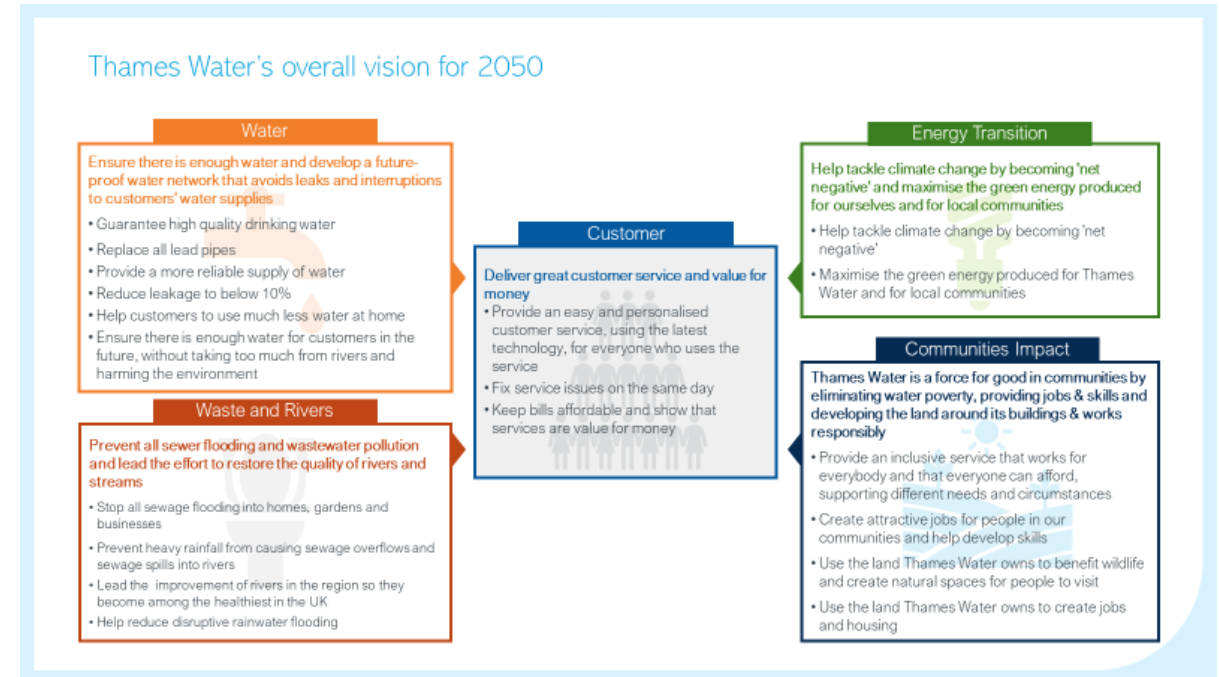 Thames Water's overall vision for 2050
Water
Ensure there is enough water and develop a future-
proof water network that avoids leaks and interruptions
to customers' water supplies
• Guarantee high quality drinking water
• Replace all lead pipes
• Provide a more reliable supply of water
• Reduce leakage to below 10%
• Help customers to use much less water at home
• Ensure there is enough water for customers in the
future, without taking too much from rivers and
harming the environment
Waste and Rivers
Prevent all sewer flooding and wastewater pollution
and lead the effort to restore the quality of rivers and
streams
• Stop all sewage flooding into homes, gardens and
businesses
• Prevent heavy rainfall from causing sewage overflows and
sewage spills into rivers
• Lead the improvement of rivers in the region so they
become among the healthiest in the UK
• Help reduce disruptive rainwater flooding
Customer
Deliver great customer service and value for
money
• Provide an easy and personalised
customer service, using the latest
technology, for everyone who uses the
service
• Fix service issues on the same day
• Keep bills affordable and show that
services are value for money
Energy Transition
Help tackle climate change by becoming 'net
negative' and maximise the green energy produced
for ourselves and for local communities
• Help tackle climate change by becoming 'net
negative'
• Maximise the green energy produced for Thames
Water and for local communities
Communities Impact
Thames Water is a force for good in communities by
eliminating water poverty, providing jobs & skills and
developing the land around its buildings & works
responsibly
• Provide an inclusive service that works for
everybody and that everyone can afford,
supporting different needs and circumstances
• Create attractive jobs for people in our
communities and help develop skills
• Use the land Thames Water owns to benefit wildlife
and create natural spaces for people to visit
• Use the land Thames Water owns to create jobs
and housing